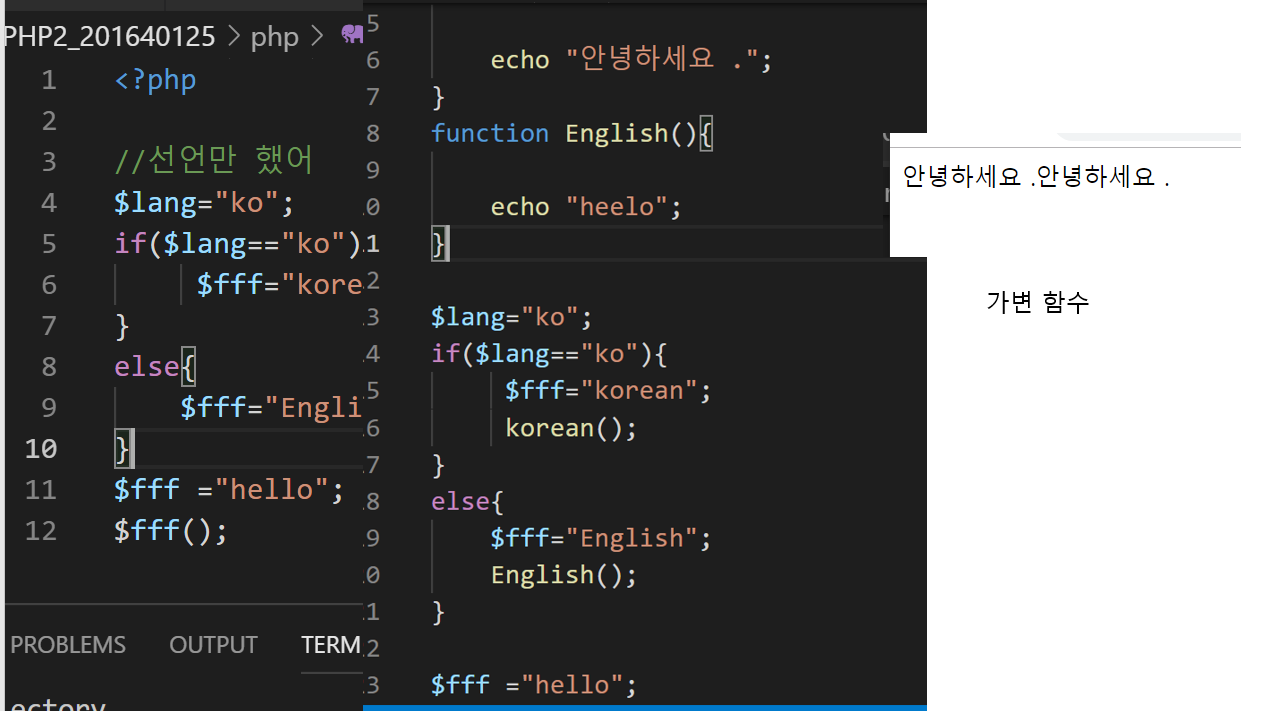 PHP2_201640125 > php >
1 <?php
2
3 //선언만 했어
4 $lang="ko";
5 if($lang=="ko")
6 $fff="kore
7 }
8 else{
9 $fff="Engli
10 }
11 $fff ="hello";
12 $fff();
PROBLEMS OUTPUT TERM
ectory
5
6 echo "안녕하세요 .";
7 }
8 function English(){
9
.0 echo "heelo";
.1 }
.2
.3 $lang="ko";
.4 if($lang=="ko"){
.5 $fff="korean";
.6 korean();
.7 }
.8 else{
.9 $fff="English";
.0 English();
.1 }
.2
.3 $fff ="hello";
안녕하세요 .안녕하세요 .
가변 함수